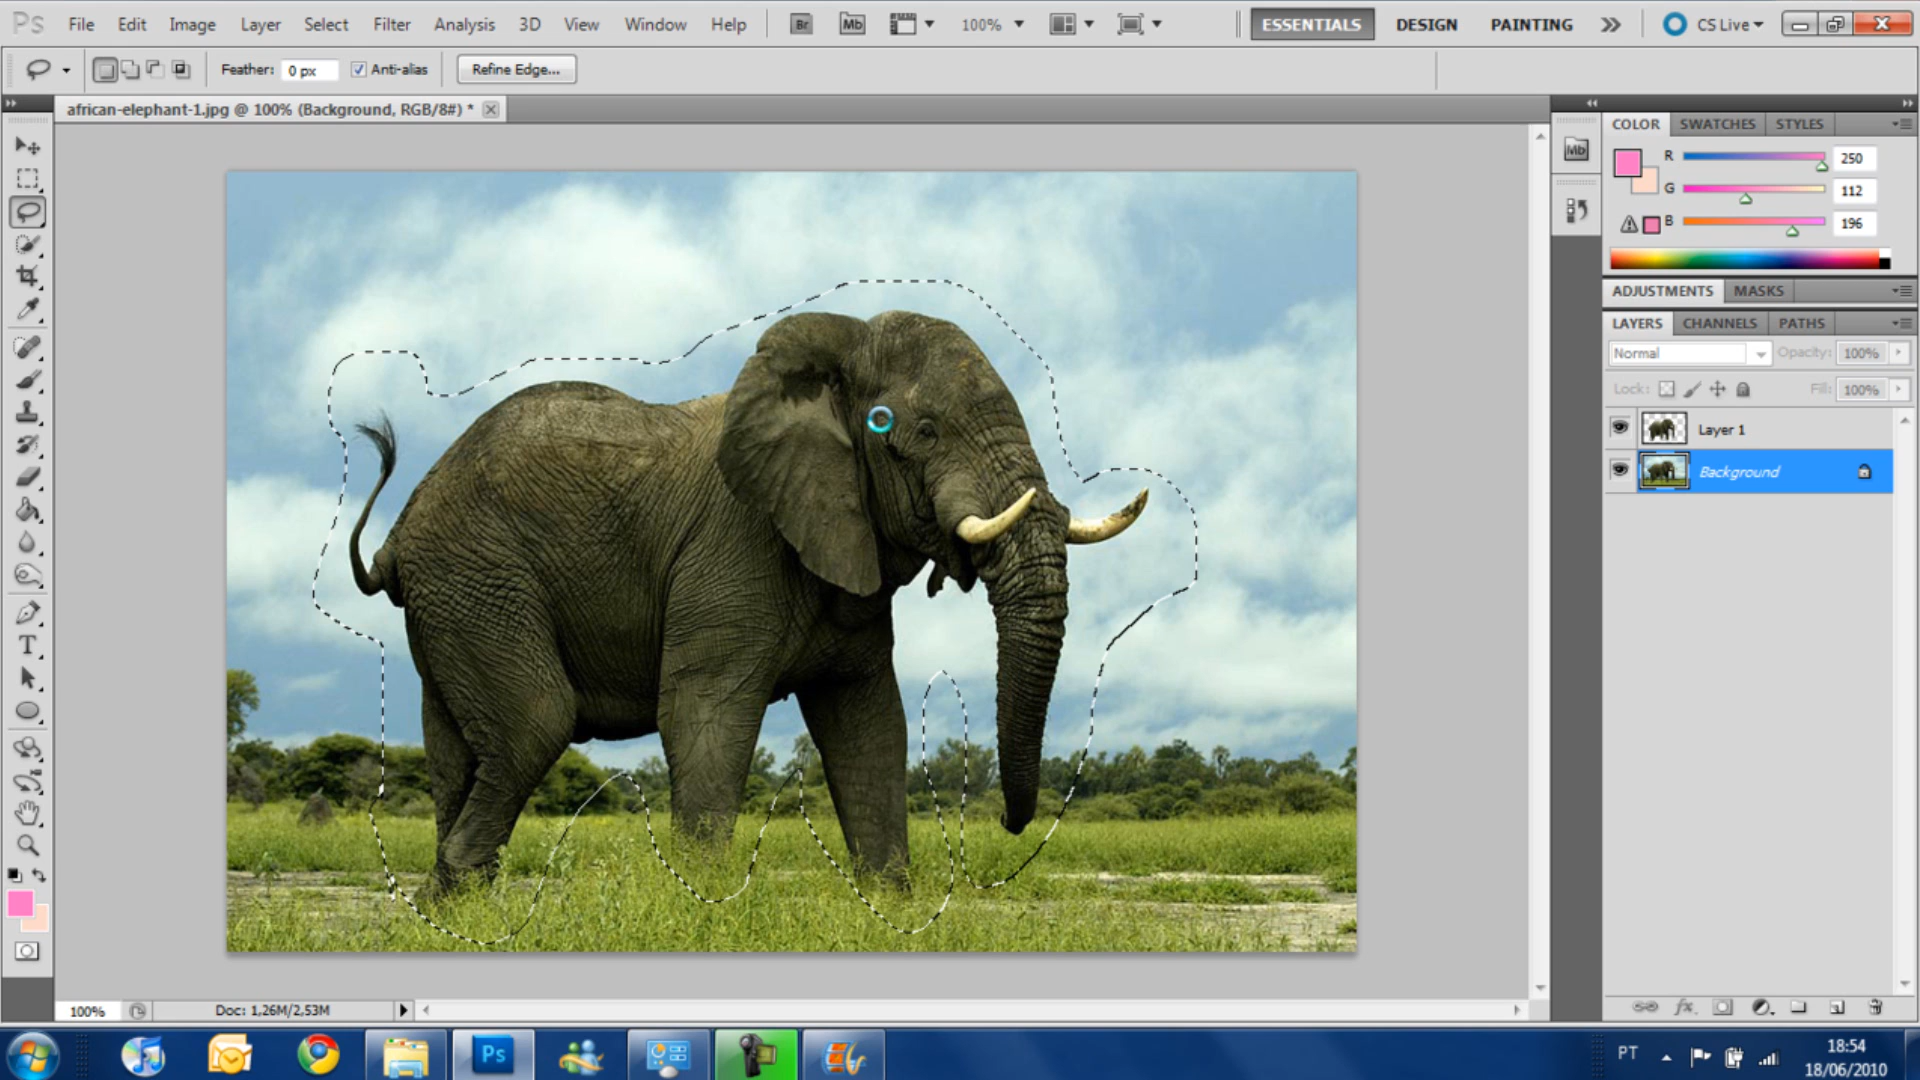 Ps File Edit Image Layer Select Filter Analysis 3D View Window Help Br Mb 100% ESSENTIALS DESIGN PAINTING CS Live
Feather: 0 px Anti-alias Refine Edge...
african-elephant-1.jpg @ 100% (Background, RGB/8#) *
COLOR SWATCHES STYLES
Mb
R 250
G 112
B 196
ADJUSTMENTS MASKS
LAYERS CHANNELS PATHS
Normal Opacity: 100%
Lock: Fill: 100%
Layer 1
Background
T
fx
100% Doc: 1,26M/2,53M
Ps
PT
18:54
18/06/2010